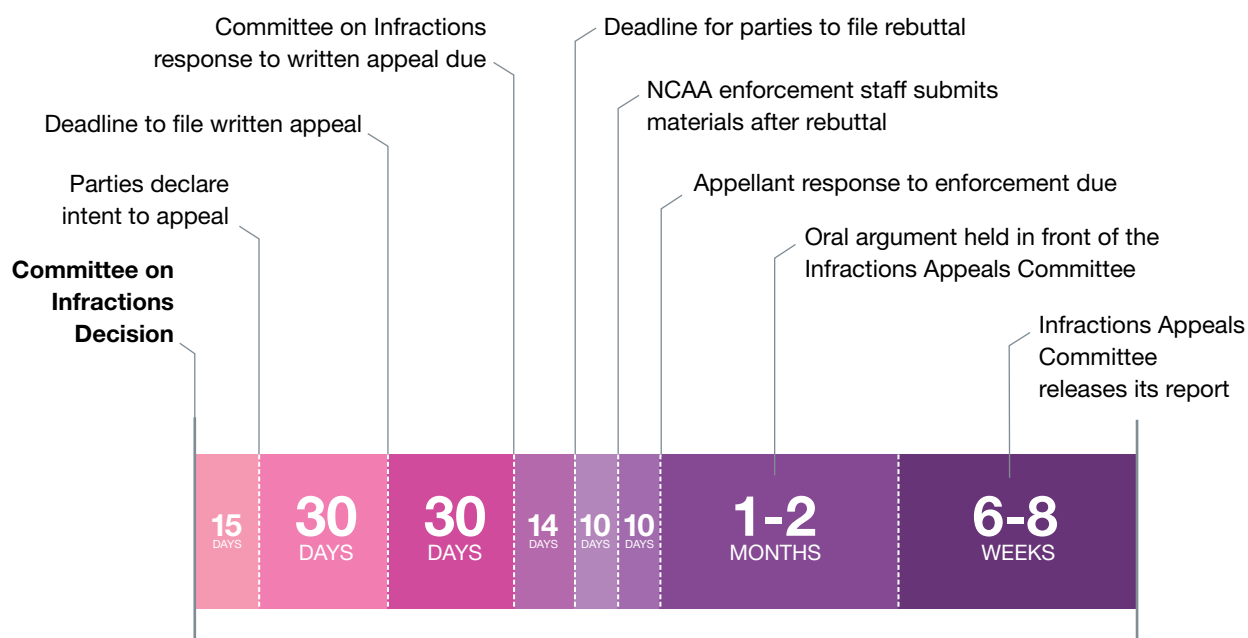 Committee on Infractions
response to written appeal due
Deadline for parties to file rebuttal
NCAA enforcement staff submits
materials after rebuttal
Deadline to file written appeal
Parties declare
intent to appeal
Appellant response to enforcement due
Oral argument held in front of the
Infractions Appeals Committee
Committee on
Infractions
Decision
Infractions Appeals
Committee
releases its report
15
DAYS
30
DAYS
30
DAYS
14
DAYS
10
DAYS
10
DAYS
1-2
MONTHS
6-8
WEEKS